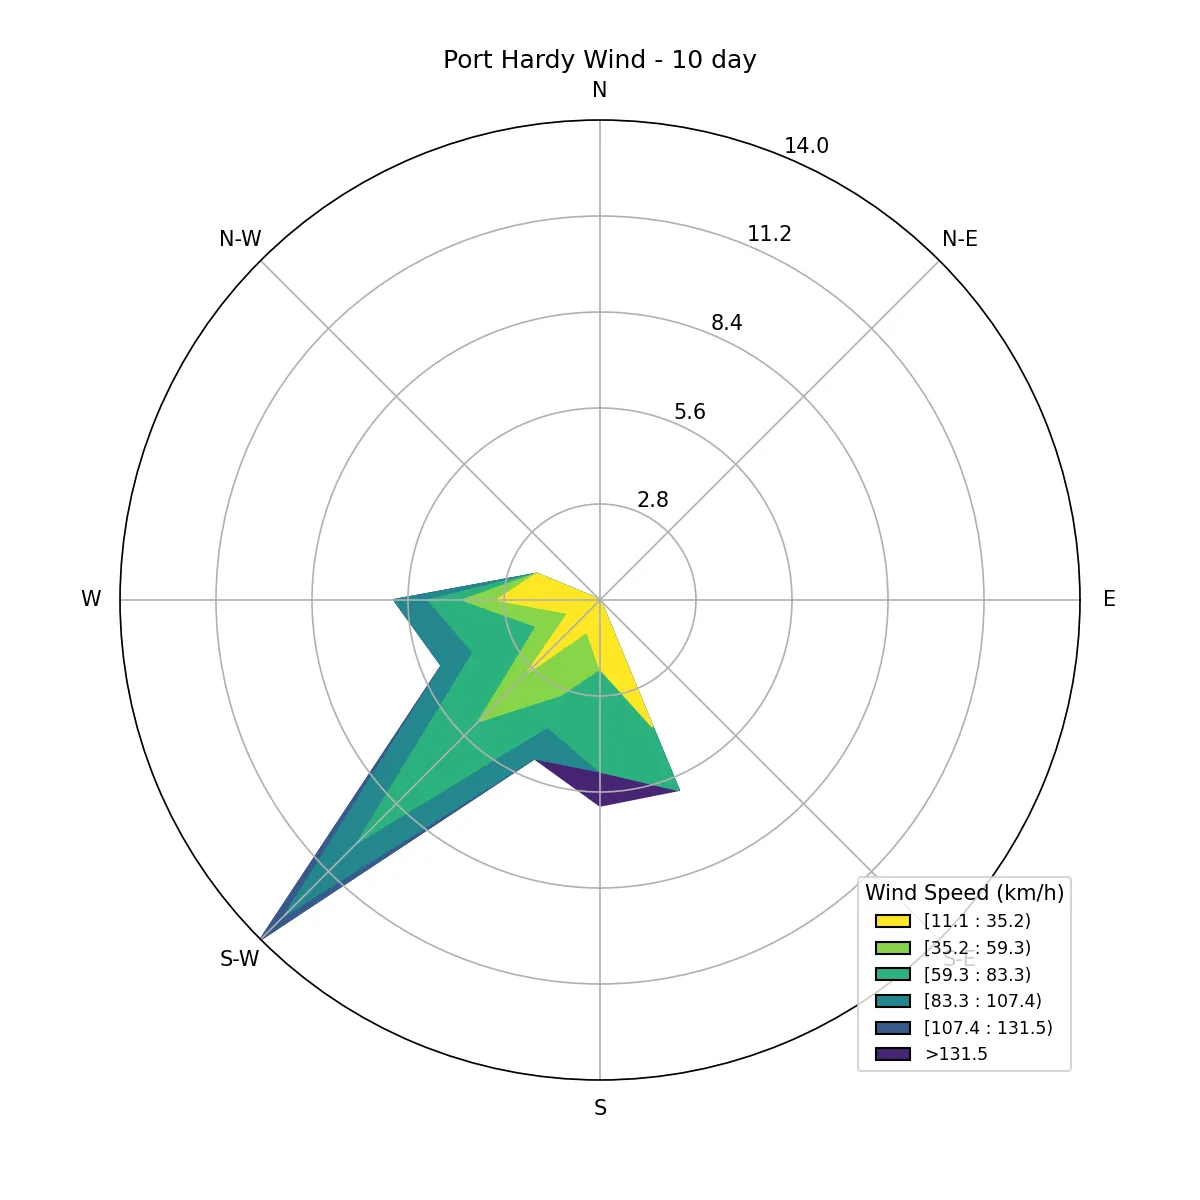 Port Hardy Wind - 10 day
N
14.0
11.2
N-W
N-E
8.4
5.6
2.8
W
E
Wind Speed (km/h)
[11.1 : 35.2)
[35.2 : 59.3)
S-W
S-E
[59.3 : 83.3)
[83.3 : 107.4)
[107.4 : 131.5)
>131.5
S